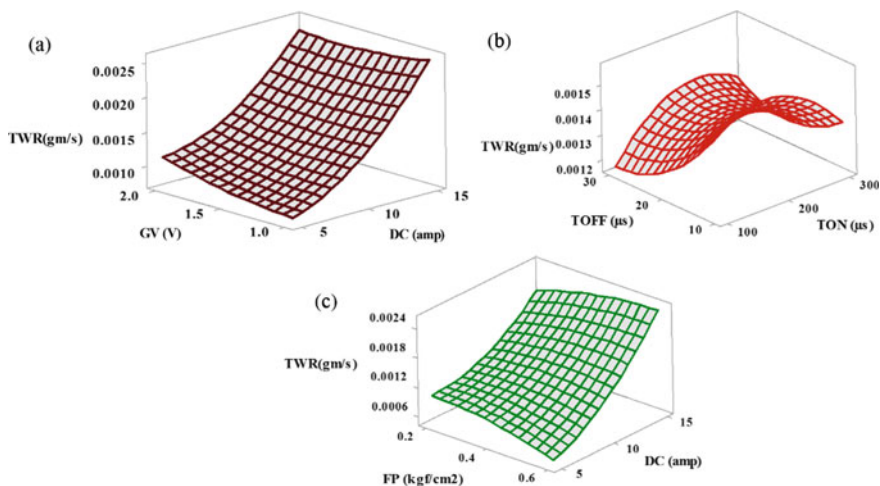 (a)
0.0025
0.0020
TWR(gm/s)
0.0015
0.0010
2.0
1.5
1.0
GV (V)
5
10
15
DC (amp)
(b)
0.0015
0.0014
TWR(gm/s)
0.0013
0.0012
30
20
10
TOFF (μs)
100
200
300
TON (μs)
(c)
0.0024
0.0018
TWR(gm/s)
0.0012
0.0006
0.2
0.4
0.6
FP (kgf/cm2)
5
10
15
DC (amp)